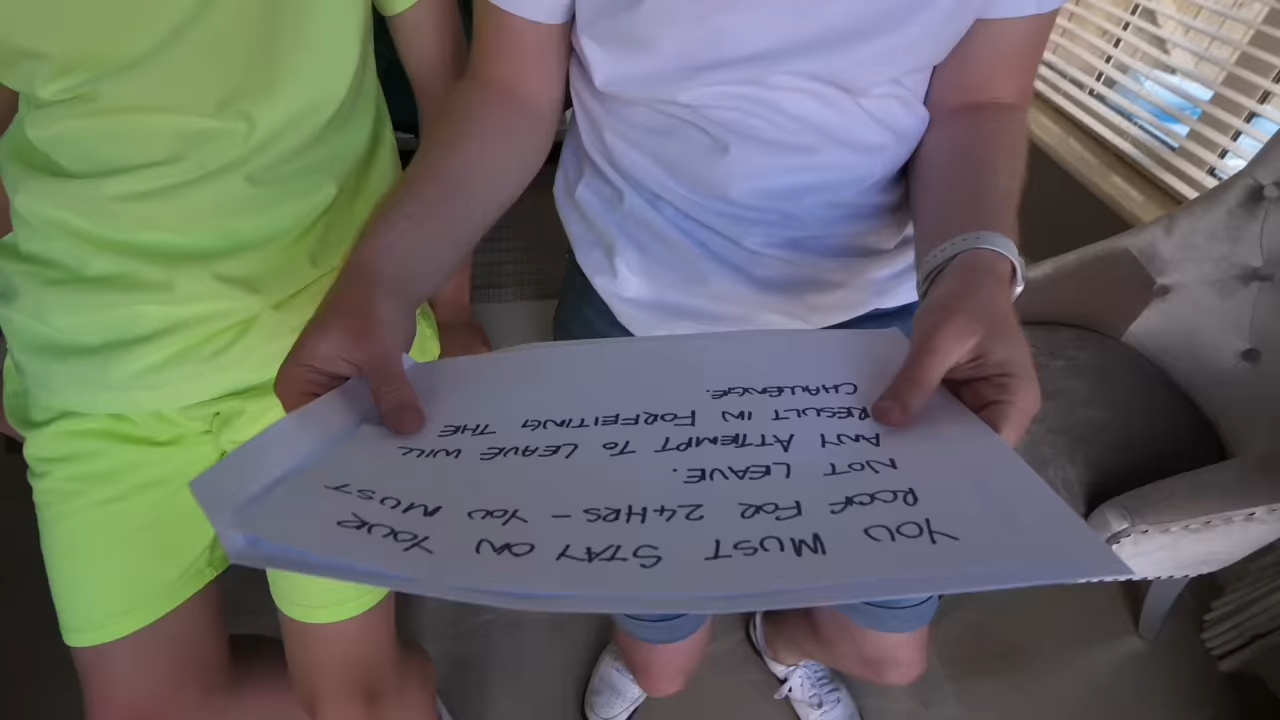 YOU MUST STAY ON YOUR
ROOF FOR 24HRS - YOU MUST
NOT LEAVE.
ANY ATTEMPT TO LEAVE WILL
RESULT IN FORFEITING THE
CHALLENGE.